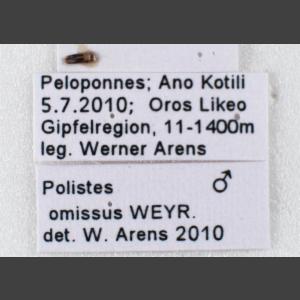 Peloponnes; Ano Kotili
5.7.2010; Oros Likeo
Gipfelregion, 11-1400m
leg. Werner Arens
Polistes ♂
omissus WEYR.
det. W. Arens 2010